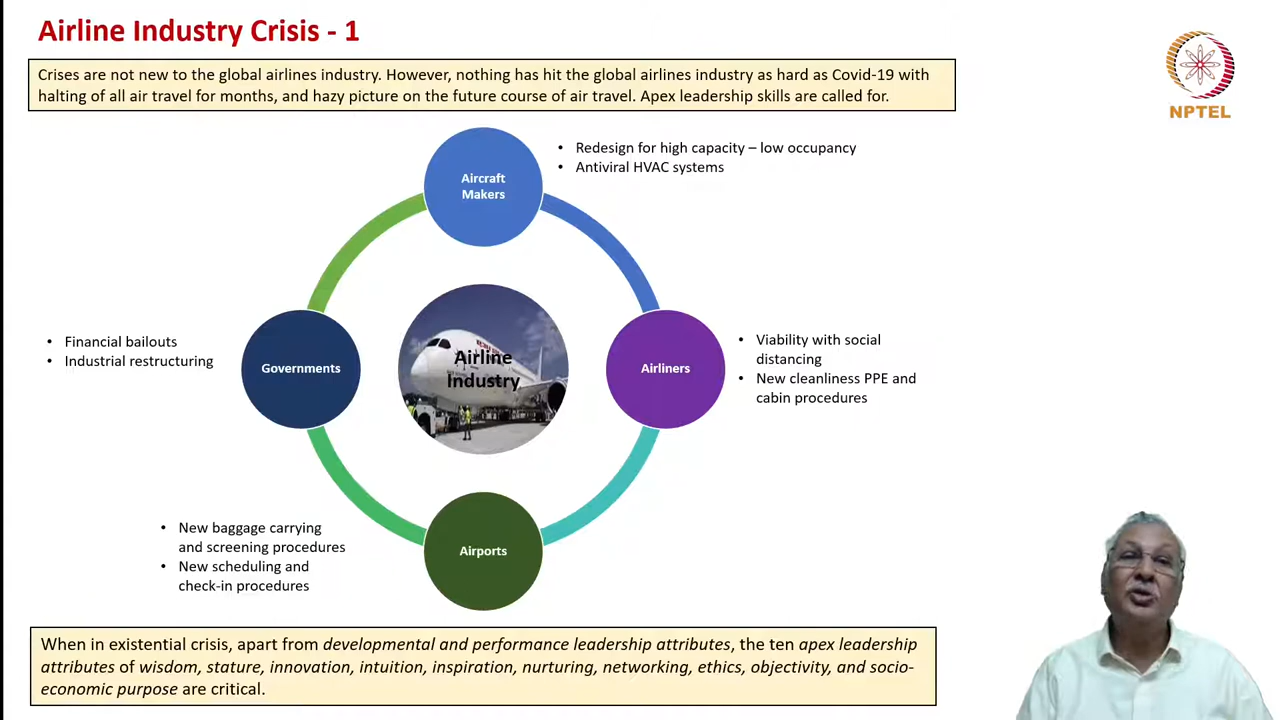 Airline Industry Crisis - 1
NPTEL
Crises are not new to the global airlines industry. However, nothing has hit the global airlines industry as hard as Covid-19 with
halting of all air travel for months, and hazy picture on the future course of air travel. Apex leadership skills are called for.
Aircraft
Makers
• Redesign for high capacity – low occupancy
• Antiviral HVAC systems
• Financial bailouts
• Industrial restructuring
Governments
Airline
Industry
Airliners
• Viability with social
distancing
• New cleanliness PPE and
cabin procedures
• New baggage carrying
and screening procedures
• New scheduling and
check-in procedures
Airports
When in existential crisis, apart from developmental and performance leadership attributes, the ten apex leadership
attributes of wisdom, stature, innovation, intuition, inspiration, nurturing, networking, ethics, objectivity, and socio-
economic purpose are critical.